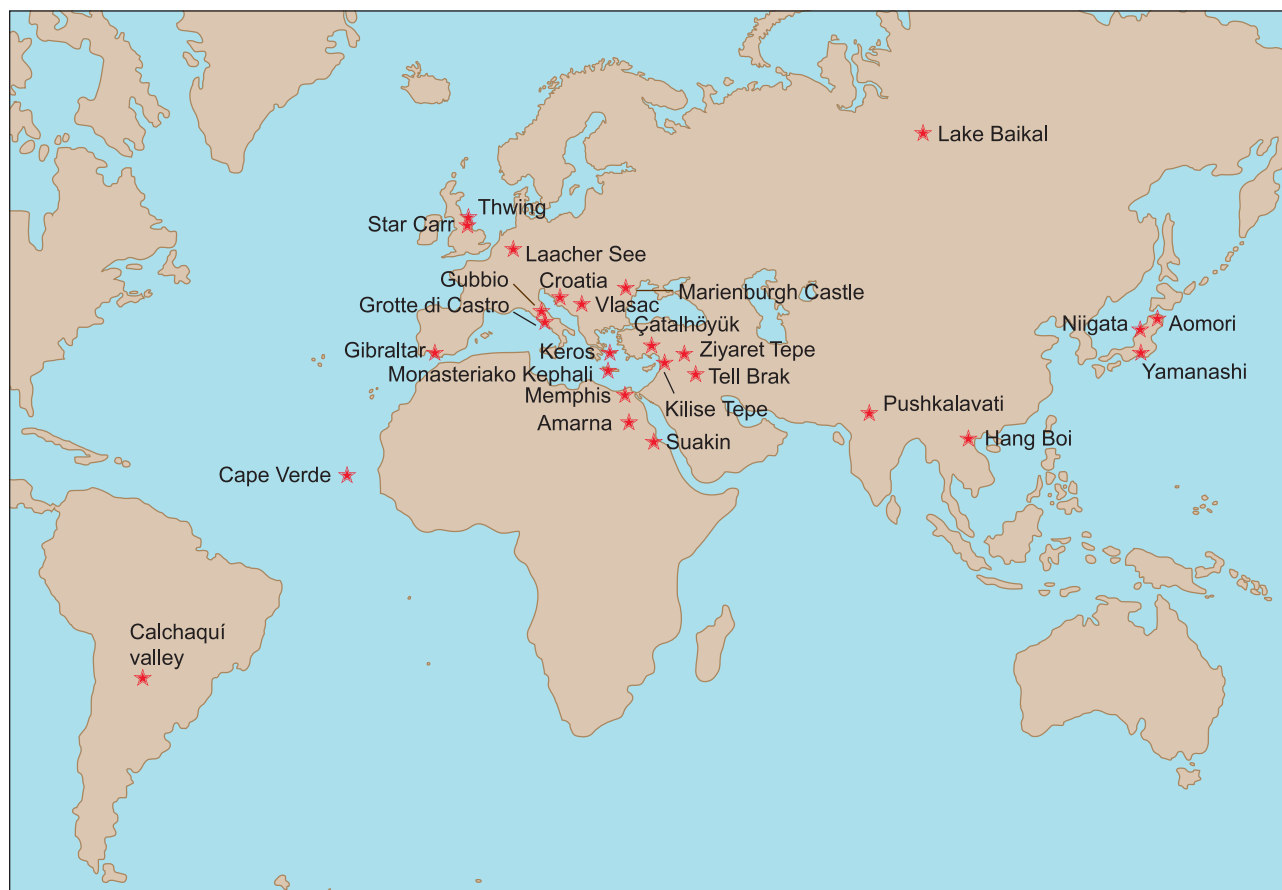 Lake Baikal
Thwing
Star Carr
Laacher See
Gubbio
Croatia
Marienburgh Castle
Grotte di Castro
Vlasac
Çatalhöyük
Niigata
Aomori
Gibraltar
Keros
Ziyaret Tepe
Yamanashi
Monasteriako Kephali
Tell Brak
Memphis
Kilise Tepe
Pushkalavati
Amarna
Suakin
Hang Boi
Cape Verde
Calchaquí
valley